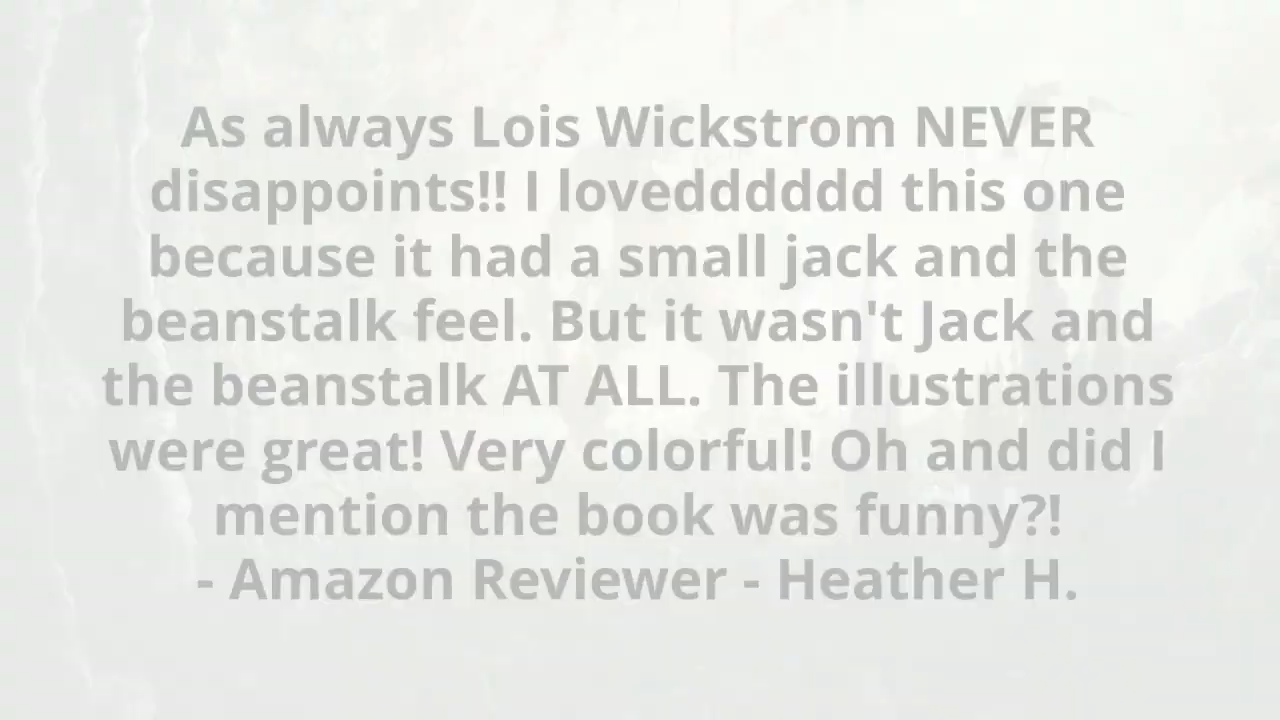 As always Lois Wickstrom NEVER
disappoints!! I lovedddddd this one
because it had a small jack and the
beanstalk feel. But it wasn't Jack and
the beanstalk AT ALL. The illustrations
were great! Very colorful! Oh and did I
mention the book was funny?!
- Amazon Reviewer - Heather H.